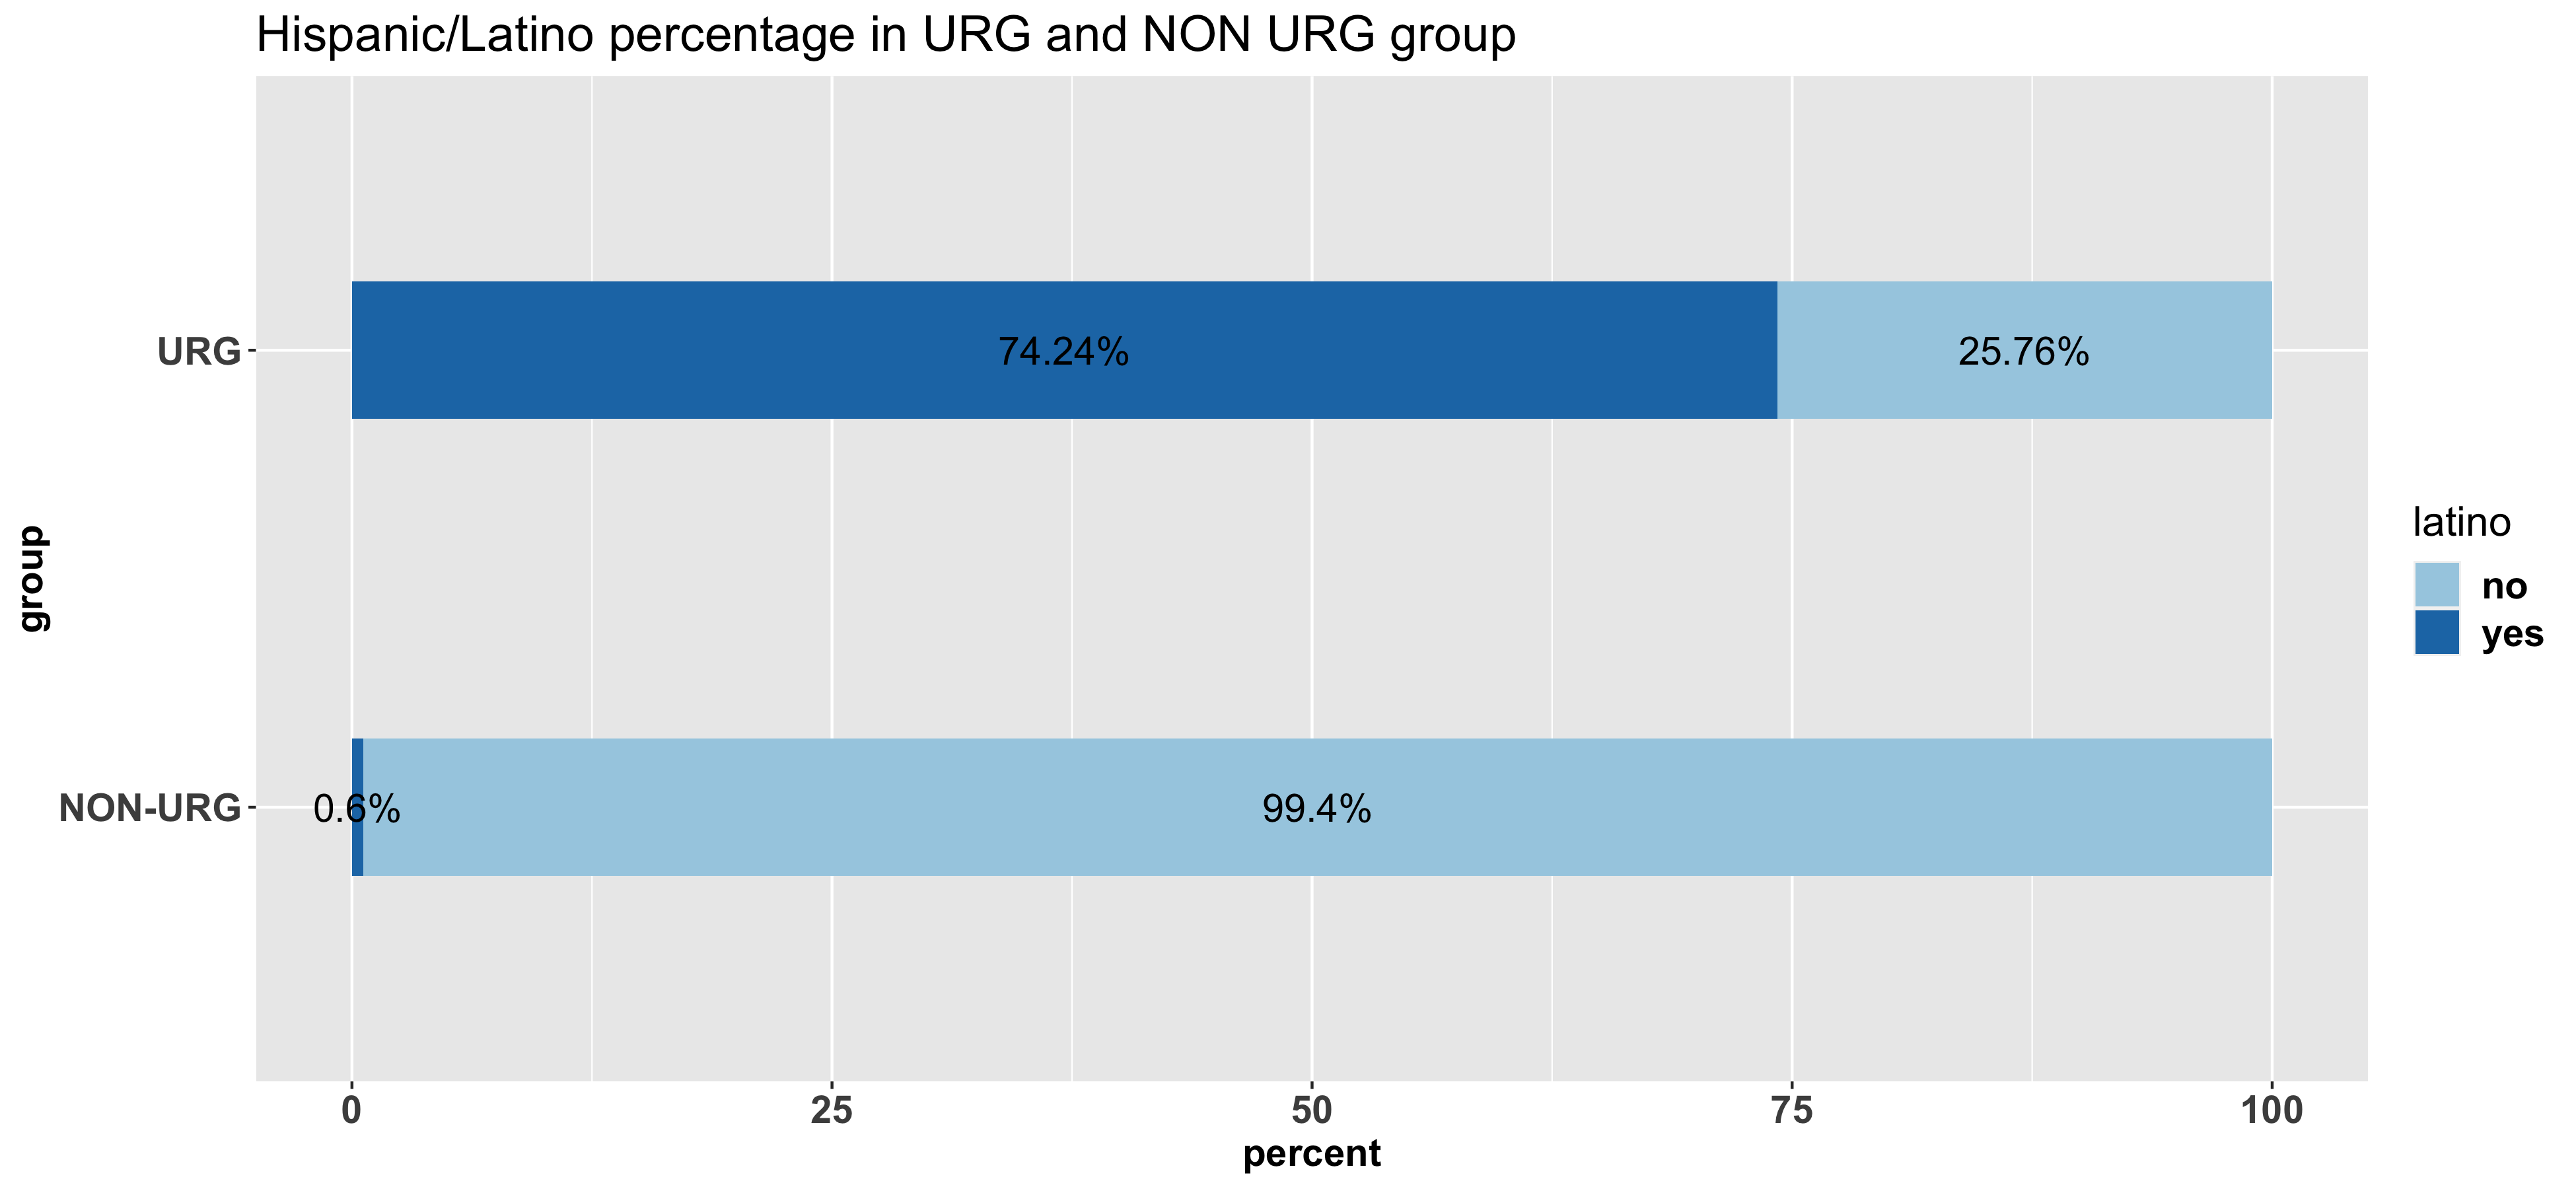 Hispanic/Latino percentage in URG and NON URG group
URG
74.24%
25.76%
group
latino
no
yes
NON-URG
0.6%
99.4%
0
25
50
75
100
percent